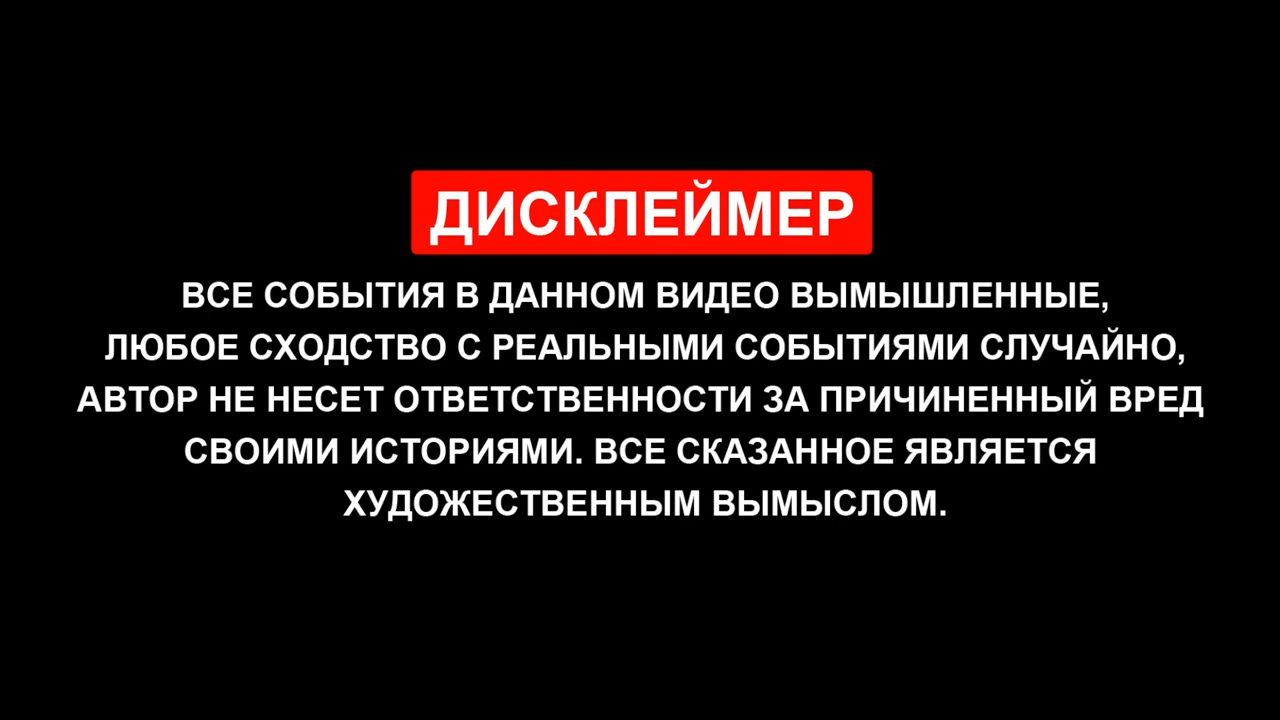 ДИСКЛЕЙМЕР
ВСЕ СОБЫТИЯ В ДАННОМ ВИДЕО ВЫМЫШЛЕННЫЕ,
ЛЮБОЕ СХОДСТВО С РЕАЛЬНЫМИ СОБЫТИЯМИ СЛУЧАЙНО,
АВТОР НЕ НЕСЕТ ОТВЕТСТВЕННОСТИ ЗА ПРИЧИНЕННЫЙ ВРЕД
СВОИМИ ИСТОРИЯМИ. ВСЕ СКАЗАННОЕ ЯВЛЯЕТСЯ
ХУДОЖЕСТВЕННЫМ ВЫМЫСЛОМ.